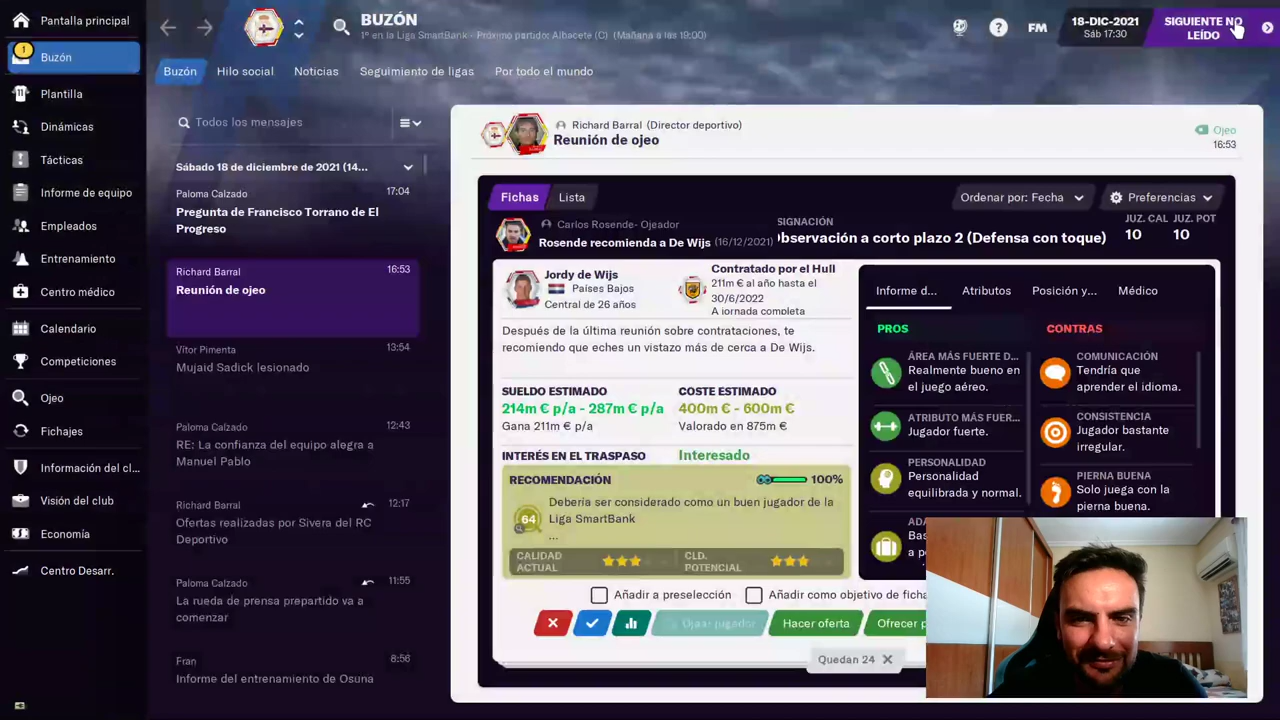 Pantalla principal
1
Buzón
Plantilla
Dinámicas
Tácticas
Informe de equipo
Empleados
Entrenamiento
Centro médico
Calendario
Competiciones
Ojeo
Fichajes
Información del cl...
Visión del club
Economía
Centro Desarr.
BUZÓN
1º en la Liga SmartBank - Próximo partido: Albacete (C) (Mañana a las 19:00)
FM
18-DIC-2021
Sáb 17:30
SIGUIENTE NO
LEÍDO
Buzón
Hilo social
Noticias
Seguimiento de ligas
Por todo el mundo
Todos los mensajes
Sábado 18 de diciembre de 2021 (14...
Paloma Calzado 17:04
Pregunta de Francisco Torrano de El
Progreso
Richard Barral 16:53
Reunión de ojeo
Vítor Pimenta 13:54
Mujaid Sadick lesionado
Paloma Calzado 12:43
RE: La confianza del equipo alegra a
Manuel Pablo
Richard Barral 12:17
Ofertas realizadas por Sivera del RC
Deportivo
Paloma Calzado 11:55
La rueda de prensa prepartido va a
comenzar
Fran 8:56
Informe del entrenamiento de Osuna
Richard Barral (Director deportivo)
Reunión de ojeo
Ojeo
16:53
Fichas
Lista
Ordenar por: Fecha
Preferencias
Carlos Rosende- Ojeador
Rosende recomienda a De Wijs (16/12/2021)
SIGNACIÓN
bservación a corto plazo 2 (Defensa con toque)
JUZ. CAL
10
JUZ. POT
10
Jordy de Wijs
Países Bajos
Central de 26 años
Contratado por el Hull
211m € al año hasta el
30/6/2022
A jornada completa
Después de la última reunión sobre contrataciones, te
recomiendo que eches un vistazo más de cerca a De Wijs.
SUELDO ESTIMADO
214m € p/a - 287m € p/a
Gana 211m € p/a
COSTE ESTIMADO
400m € - 600m €
Valorado en 875m €
INTERÉS EN EL TRASPASO
Interesado
RECOMENDACIÓN
100%
64
Debería ser considerado como un buen jugador de la
Liga SmartBank
...
CALIDAD
ACTUAL
CLD.
POTENCIAL
Añadir a preselección
Añadir como objetivo de ficha
Ojear jugador
Hacer oferta
Ofrecer p
Quedan 24
Informe d...
Atributos
Posición y...
Médico
PROS
ÁREA MÁS FUERTE D...
Realmente bueno en
el juego aéreo.
ATRIBUTO MÁS FUER...
Jugador fuerte.
PERSONALIDAD
Personalidad
equilibrada y normal.
ADA
Bas
a p
CONTRAS
COMUNICACIÓN
Tendría que
aprender el idioma.
CONSISTENCIA
Jugador bastante
irregular.
PIERNA BUENA
Solo juega con la
pierna buena.